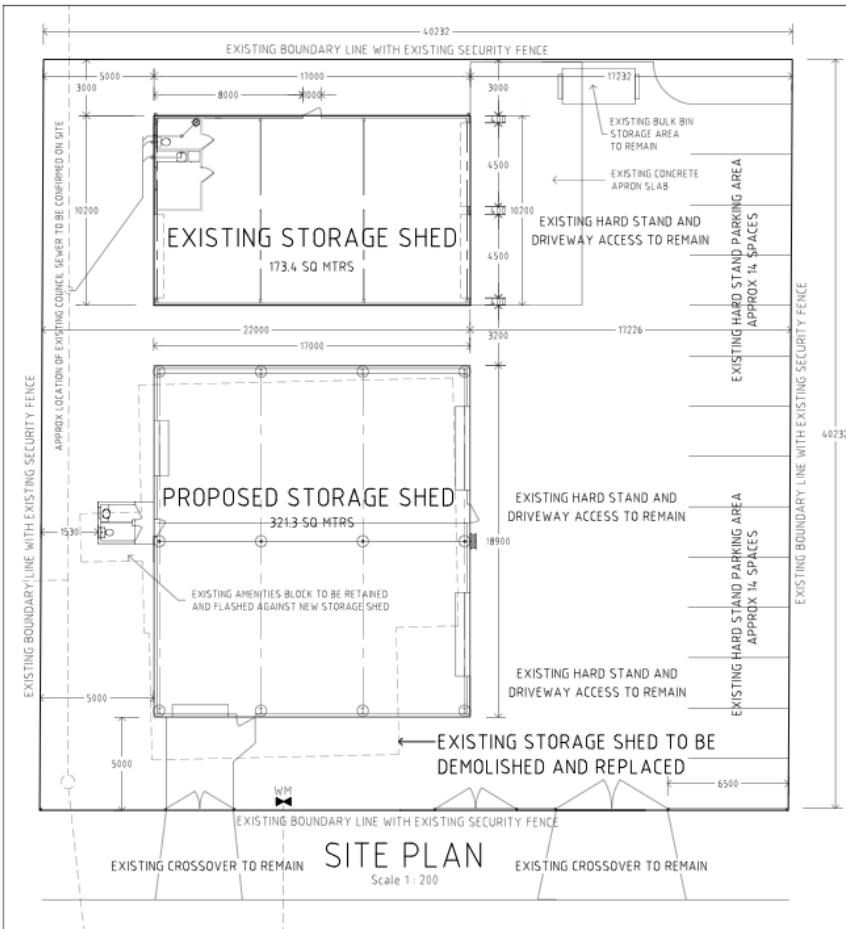 40232
EXISTING BOUNDARY LINE WITH EXISTING SECURITY FENCE
5000
17000
17232
3000
8000
1000
3000
EXISTING BULK BIN
STORAGE AREA
TO REMAIN
EXISTING CONCRETE
APRON SLAB
4500
10200
10200
4500
EXISTING STORAGE SHED
173.4 SQ MTRS
EXISTING HARD STAND AND
DRIVEWAY ACCESS TO REMAIN
EXISTING HARD STAND PARKING AREA
APPROX 14 SPACES
APPROX LOCATION OF EXISTING COUNCIL SEWER TO BE CONFIRMED ON SITE
22000
17226
3200
17000
EXISTING BOUNDARY LINE WITH EXISTING SECURITY FENCE
EXISTING BOUNDARY LINE WITH EXISTING SECURITY FENCE
40232
PROPOSED STORAGE SHED
321.3 SQ MTRS
EXISTING HARD STAND AND
DRIVEWAY ACCESS TO REMAIN
1530
18900
EXISTING AMENITIES BLOCK TO BE RETAINED
AND FLASHED AGAINST NEW STORAGE SHED
EXISTING HARD STAND PARKING AREA
APPROX 14 SPACES
EXISTING HARD STAND AND
DRIVEWAY ACCESS TO REMAIN
5000
5000
EXISTING STORAGE SHED TO BE
DEMOLISHED AND REPLACED
6500
WM
EXISTING BOUNDARY LINE WITH EXISTING SECURITY FENCE
EXISTING CROSSOVER TO REMAIN
SITE PLAN
Scale 1 : 200
EXISTING CROSSOVER TO REMAIN